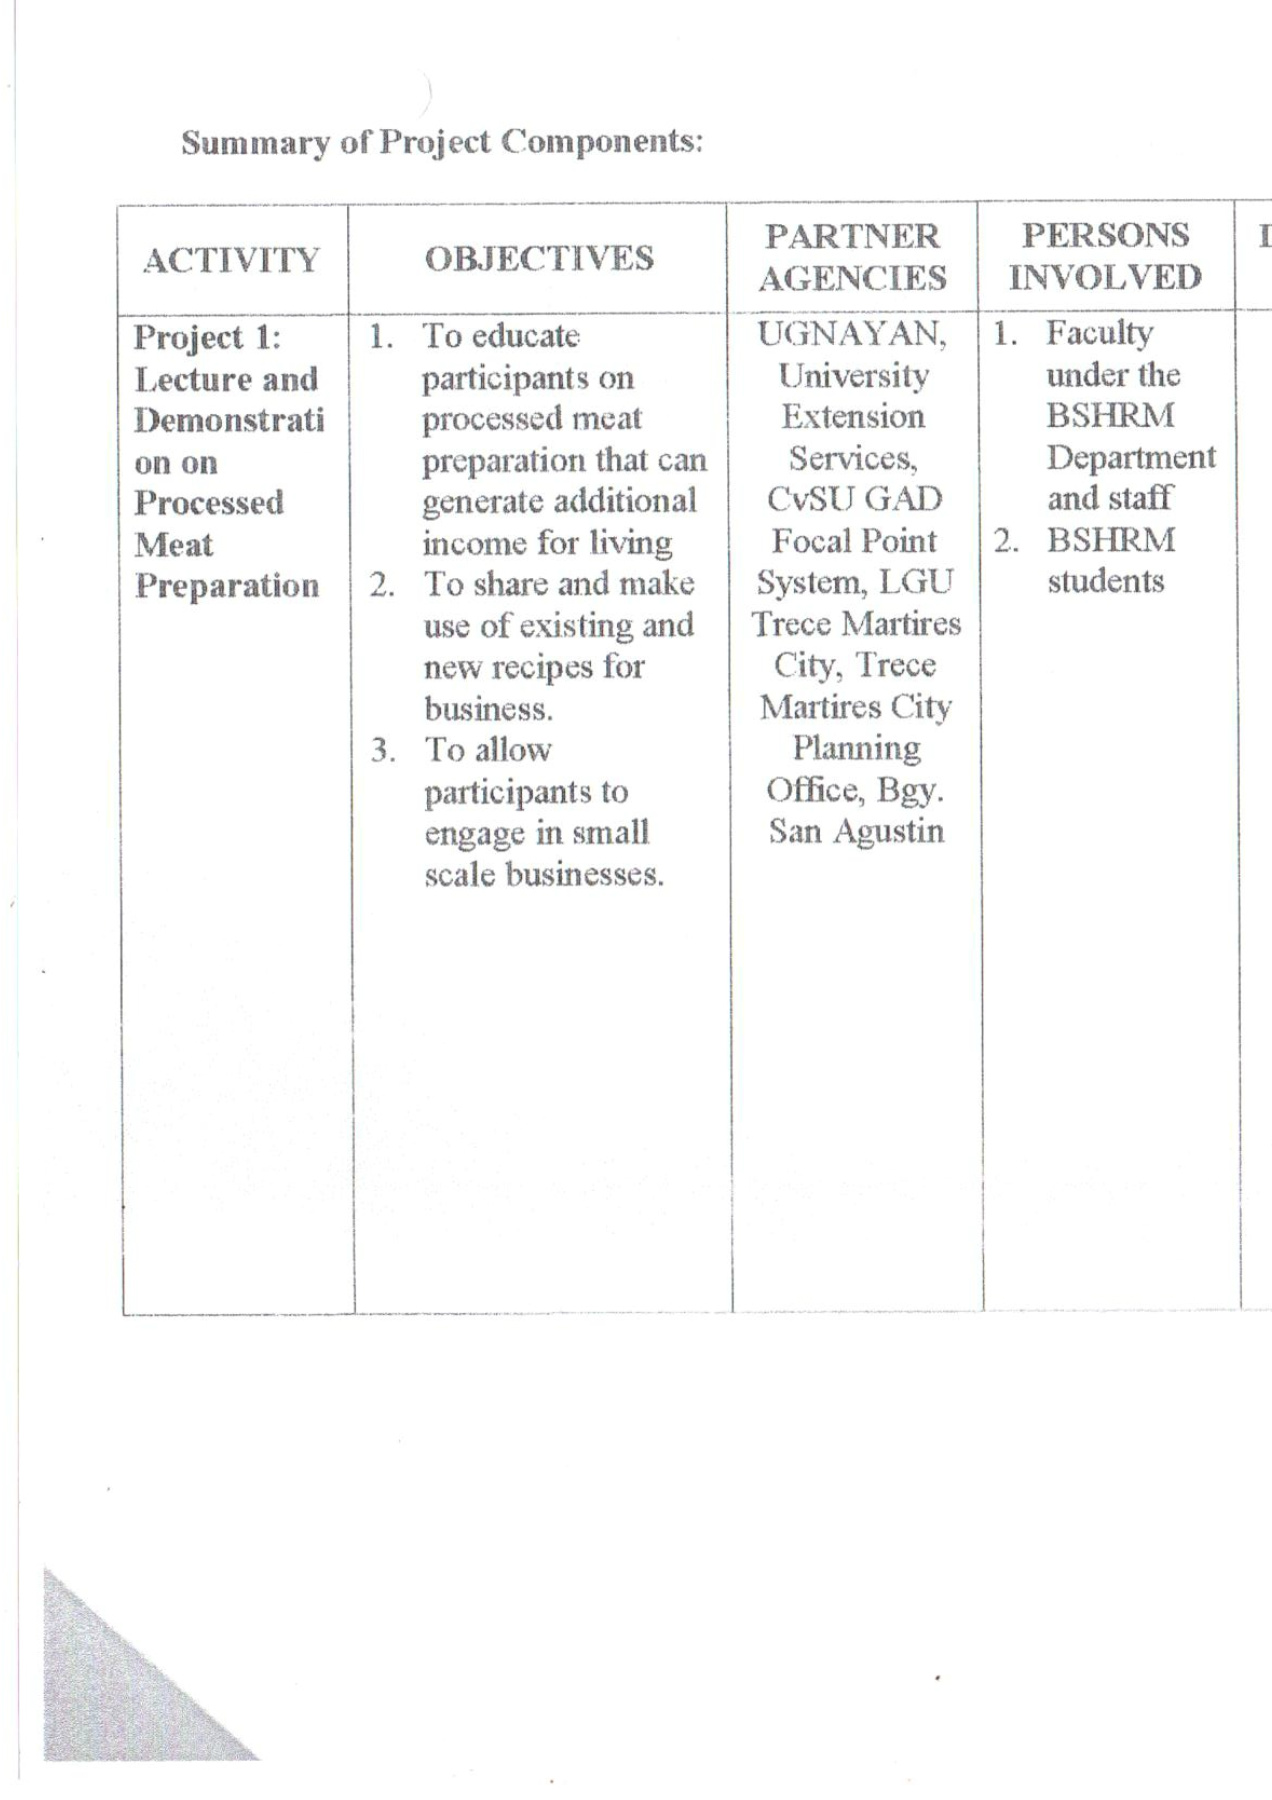 Summary of Project Components:
ACTIVITY
OBJECTIVES
PARTNER
AGENCIES
PERSONS
INVOLVED
Project 1:
Lecture and
Demonstrati
on on
Processed
Meat
Preparation
1. To educate
participants on
processed meat
preparation that can
generate additional
income for living
2. To share and make
use of existing and
new recipes for
business.
3. To allow
participants to
engage in small
scale businesses.
UGNAYAN,
University
Extension
Services,
CvSU GAD
Focal Point
System, LGU
Trece Martires
City, Trece
Martires City
Planning
Office, Bgy.
San Agustin
1. Faculty
under the
BSHRM
Department
and staff
2. BSHRM
students